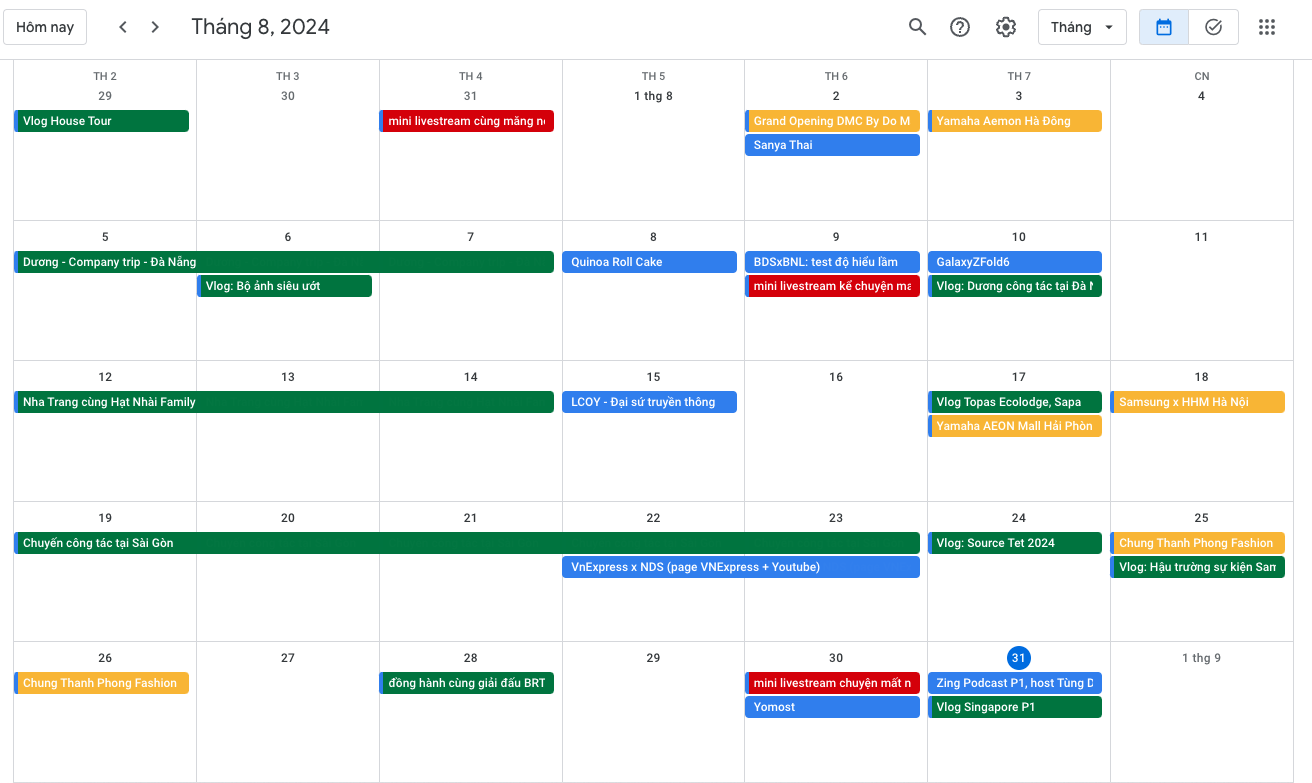 Hôm nay
Tháng 8, 2024
Tháng
TH 2 TH 3 TH 4 TH 5 TH 6 TH 7 CN
29 30 31 1 thg 8 2 3 4
Vlog House Tour
mini livestream cùng măng
Grand Opening DMC By Do M
Yamaha Aemon Hà Đông
Sanya Thai
5 6 7 8 9 10 11
Dương - Company trip - Đà Nẵng
Quinoa Roll Cake
BDSxBNL: test độ hiểu lầm
GalaxyZFold6
Vlog: Bộ ảnh siêu ướt
mini livestream kể chuyện ma
Vlog: Dương công tác tại Đà
12 13 14 15 16 17 18
Nha Trang cùng Hạt Nhài Family
LCOY - Đại sứ truyền thông
Vlog Topas Ecolodge, Sapa
Samsung x HHM Hà Nội
Yamaha AEON Mall Hải Phòn
19 20 21 22 23 24 25
Chuyến công tác tại Sài Gòn
Vlog: Source Tet 2024
Chung Thanh Phong Fashion
VnExpress x NDS (page VNExpress + Youtube)
Vlog: Hậu trường sự kiện Sam
26 27 28 29 30 31 1 thg 9
Chung Thanh Phong Fashion
đồng hành cùng giải đấu BRT
mini livestream chuyện mất n
Zing Podcast P1, host Tùng D
Yomost
Vlog Singapore P1